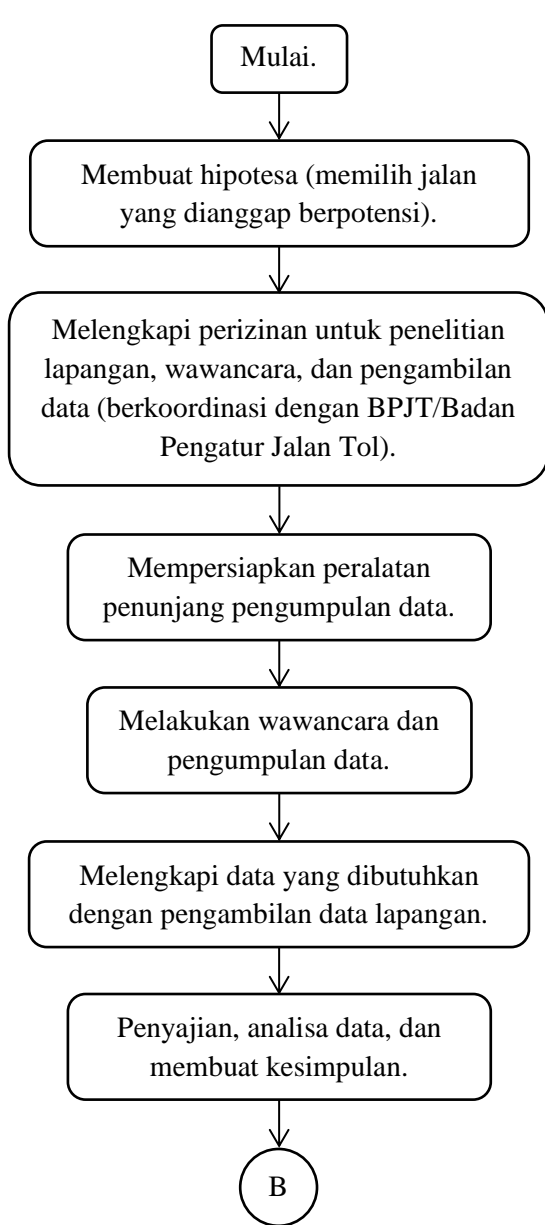 Mulai.
Membuat hipotesa (memilih jalan
yang dianggap berpotensi).
Melengkapi perizinan untuk penelitian
lapangan, wawancara, dan pengambilan
data (berkoordinasi dengan BPJT/Badan
Pengatur Jalan Tol).
Mempersiapkan peralatan
penunjang pengumpulan data.
Melakukan wawancara dan
pengumpulan data.
Melengkapi data yang dibutuhkan
dengan pengambilan data lapangan.
Penyajian, analisa data, dan
membuat kesimpulan.
B